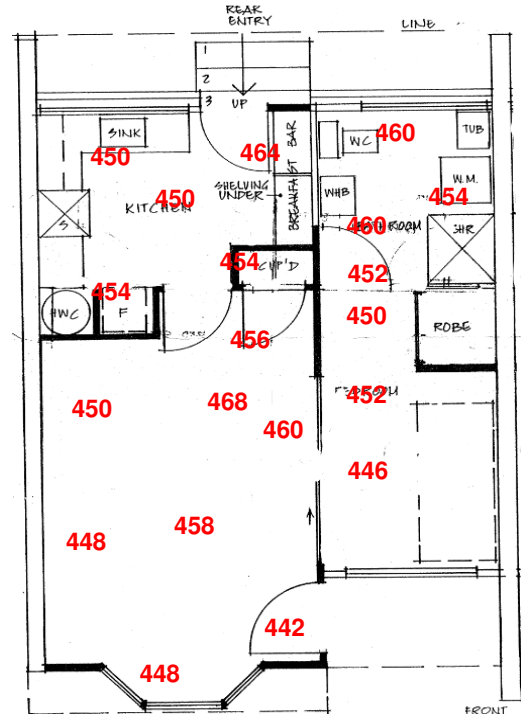 REAR
ENTRY
LINE
1
2
3
UP
SINK
450
464
WC
460
TUB
KITCHEN
450
SHELVING
UNDER
BREAKFAST BAR
WHB
W.M.
454
460
BATHROOM
SHR
S
454
CUP'D
452
454
HWC
F
456
450
ROBE
450
468
460
BEDROOM
452
446
458
448
442
448
FRONT